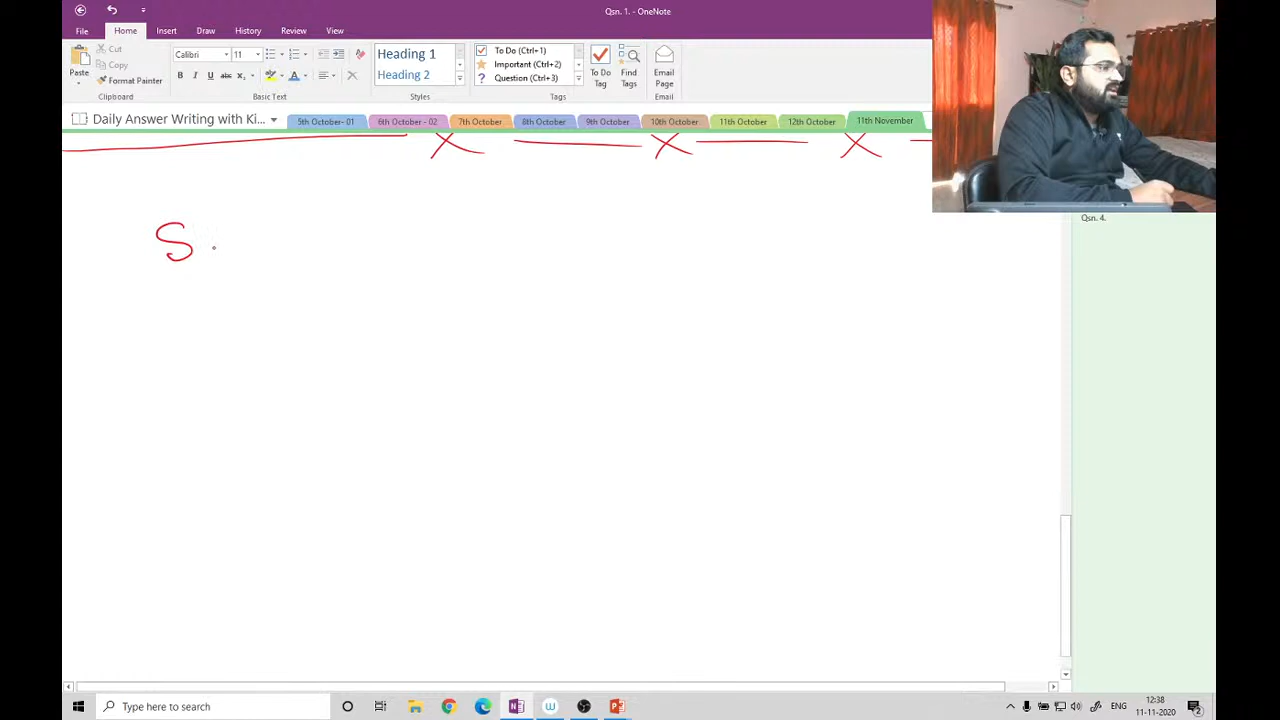 Qsn. 1. - OneNote
File Home Insert Draw History Review View
Paste
Cut
Copy
Format Painter
Clipboard
Calibri 11
B I U abc x₂ A
Basic Text
Heading 1
Heading 2
Styles
To Do (Ctrl+1)
Important (Ctrl+2)
? Question (Ctrl+3)
To Do Tag
Find Tags
Tags
Email Page
Email
Daily Answer Writing with Ki... 5th October- 01 6th October - 02 7th October 8th October 9th October 10th October 11th October 12th October 11th November
X X X
Qsn. 4.
S
Type here to search
ENG
12:38
11-11-2020
2